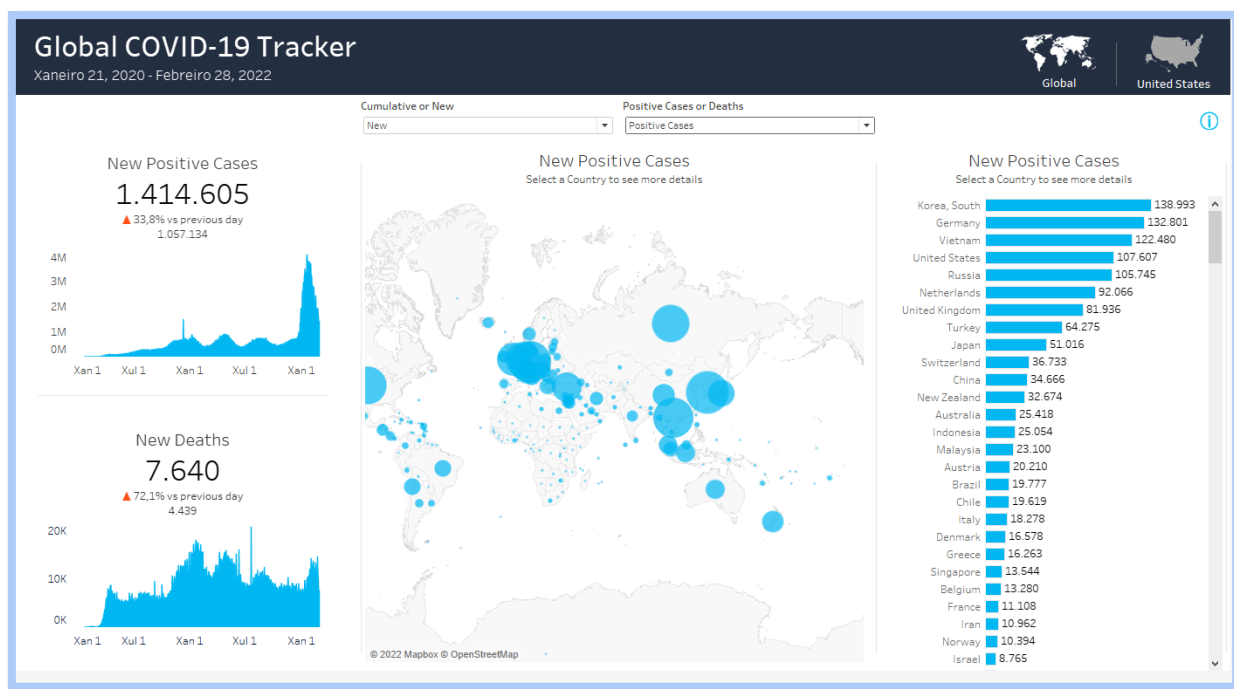 Global COVID-19 Tracker
Xaneiro 21, 2020 - Febreiro 28, 2022
Global
United States
Cumulative or New
New
Positive Cases or Deaths
Positive Cases
New Positive Cases
1.414.605
▲ 33,8% vs previous day
1.057.134
4M
3M
2M
1M
0M
Xan 1 Xul 1 Xan 1 Xul 1 Xan 1
New Deaths
7.640
▲ 72,1% vs previous day
4.439
20K
10K
0K
Xan 1 Xul 1 Xan 1 Xul 1 Xan 1
New Positive Cases
Select a Country to see more details
© 2022 Mapbox © OpenStreetMap
New Positive Cases
Select a Country to see more details
Korea, South 138.993
Germany 132.801
Vietnam 122.480
United States 107.607
Russia 105.745
Netherlands 92.066
United Kingdom 81.936
Turkey 64.275
Japan 51.016
Switzerland 36.733
China 34.666
New Zealand 32.674
Australia 25.418
Indonesia 25.054
Malaysia 23.100
Austria 20.210
Brazil 19.777
Chile 19.619
Italy 18.278
Denmark 16.578
Greece 16.263
Singapore 13.544
Belgium 13.280
France 11.108
Iran 10.962
Norway 10.394
Israel 8.765